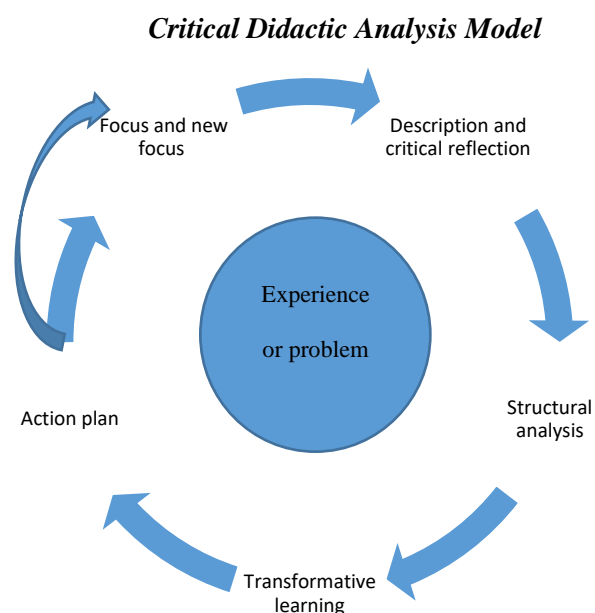 Critical Didactic Analysis Model
Focus and new
focus
Description and
critical reflection
Experience
or problem
Structural
analysis
Action plan
Transformative
learning